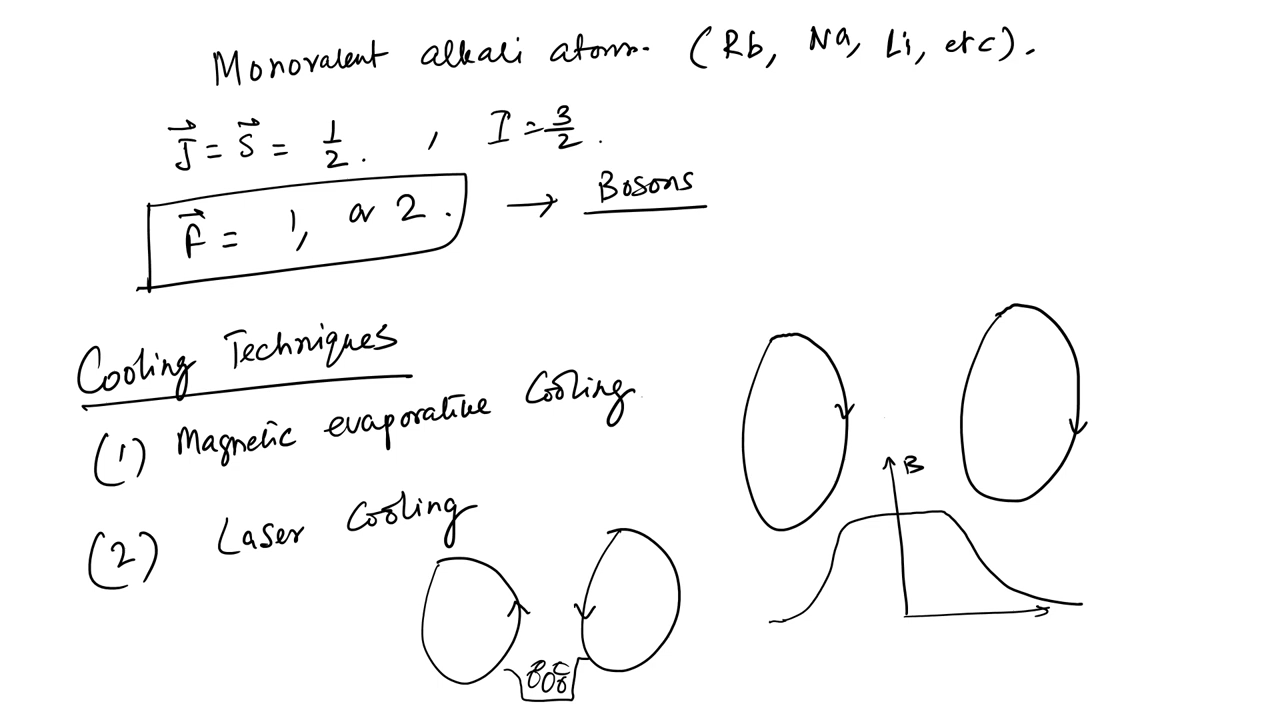 Monovalent alkali atoms. (Rb, Na, Li, etc).
J⃗ = S⃗ = 1/2. , I = 3/2.
F⃗ = 1, or 2. → Bosons
Cooling Techniques
(1) Magnetic evaporative Cooling.
(2) Laser Cooling
B